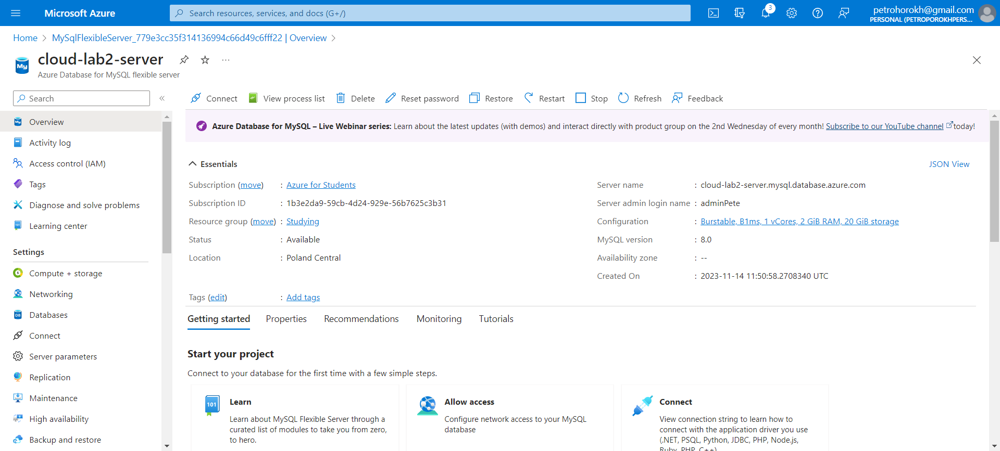 Microsoft Azure
Search resources, services, and docs (G+/)
3
petrohorokh@gmail.com
PERSONAL (PETROPOROKHPERS...
Home > MySqlFlexibleServer_779e3cc35f314136994c66d49c6fff22 | Overview >
My
cloud-lab2-server
...
Azure Database for MySQL flexible server
Search
«
Connect
View process list
Delete
Reset password
Restore
Restart
Stop
Refresh
Feedback
Overview
Activity log
Access control (IAM)
Tags
Diagnose and solve problems
Learning center
Settings
Compute + storage
Networking
Databases
Connect
Server parameters
Replication
Maintenance
High availability
Backup and restore
Azure Database for MySQL – Live Webinar series: Learn about the latest updates (with demos) and interact directly with product group on the 2nd Wednesday of every month! Subscribe to our YouTube channel today!
Essentials
JSON View
Subscription (move) : Azure for Students
Subscription ID : 1b3e2da9-59cb-4d24-929e-56b7625c3b31
Resource group (move) : Studying
Status : Available
Location : Poland Central
Server name : cloud-lab2-server.mysql.database.azure.com
Server admin login name : adminPete
Configuration : Burstable, B1ms, 1 vCores, 2 GiB RAM, 20 GiB storage
MySQL version : 8.0
Availability zone : --
Created On : 2023-11-14 11:50:58.2708340 UTC
Tags (edit) : Add tags
Getting started
Properties
Recommendations
Monitoring
Tutorials
Start your project
Connect to your database for the first time with a few simple steps.
101
Learn
Learn about MySQL Flexible Server through a
curated list of modules to take you from zero,
to hero.
Allow access
Configure network access to your MySQL
database
Connect
View connection string to learn how to
connect with the application driver you use
(.NET, PSQL, Python, JDBC, PHP, Node.js,
Ruby, PHP, C++)